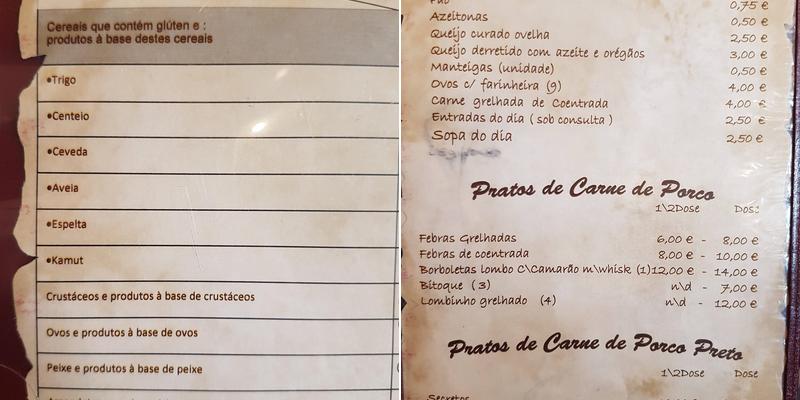 Cereais que contém glúten e :
produtos à base destes cereais
•Trigo
•Centeio
•Ceveda
•Aveia
•Espelta
•Kamut
Crustáceos e produtos à base de crustáceos
Ovos e produtos à base de ovos
Peixe e produtos à base de peixe
Pão 0,75 €
Azeitonas 0,50 €
Queijo curado ovelha 2,50 €
Queijo derretido com azeite e orégãos 3,00 €
Manteigas (unidade) 0,50 €
Ovos c/ farinheira (9) 4,00 €
Carne grelhada de Coentrada 4,00 €
Entradas do dia ( sob consulta ) 2,50 €
Sopa do dia 2,50 €
Pratos de Carne de Porco
1\2Dose Dose
Febras Grelhadas 6,00 € - 8,00 €
Febras de coentrada 8,00 € - 10,00 €
Borboletas lombo c\Camarão m\whisk (1)12,00 € - 14,00 €
Bitoque ( 3 ) n\d - 7,00 €
Lombinho grelhado (4) n\d - 12,00 €
Pratos de Carne de Porco Preto
1\2Dose Dose
Secretos